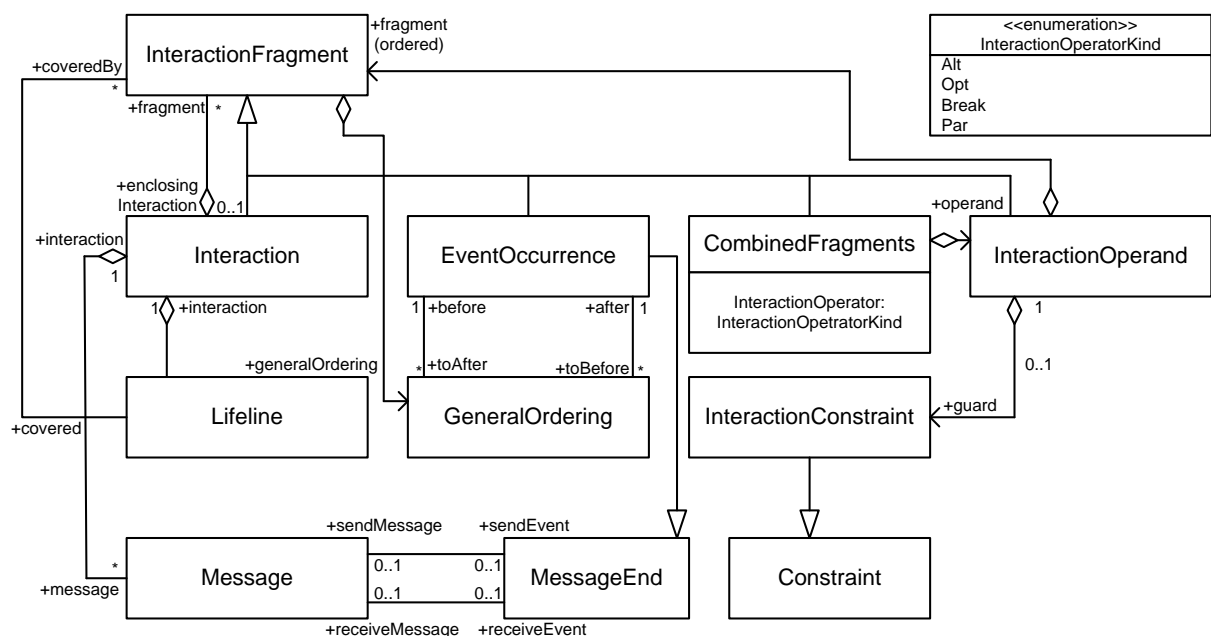 +fragment
(ordered)
<<enumeration>>
InteractionOperatorKind
InteractionFragment
+coveredBy
*
Alt
Opt
Break
Par
+fragment
*
+enclosing
Interaction
0..1
+operand
+interaction
1
Interaction
EventOccurrence
CombinedFragments
InteractionOperand
InteractionOperator:
InteractionOpetratorKind
1
+interaction
1
+before
+after
1
1
0..1
+generalOrdering
*
+toAfter
+toBefore
*
+guard
Lifeline
GeneralOrdering
InteractionConstraint
+covered
+sendMessage
+sendEvent
0..1
0..1
*
Message
MessageEnd
Constraint
+message
0..1
0..1
+receiveMessage
+receiveEvent